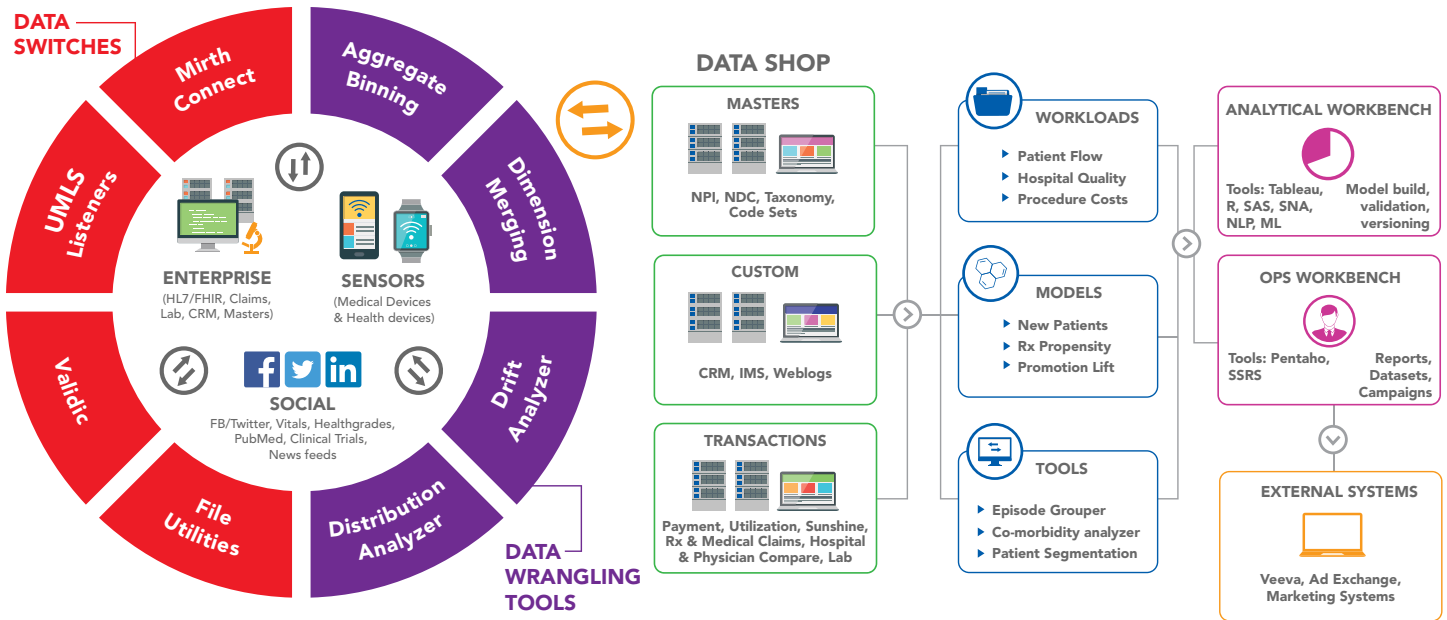 DATA
SWITCHES
Mirth
Connect
Aggregate
Binning
UMLS
Listeners
Dimension
Merging
Validic
Drift
Analyzer
File
Utilities
Distribution
Analyzer
DATA
WRANGLING
TOOLS
ENTERPRISE
(HL7/FHIR, Claims,
Lab, CRM, Masters)
SENSORS
(Medical Devices
& Health devices)
f
in
SOCIAL
FB/Twitter, Vitals, Healthgrades,
PubMed, Clinical Trials,
News feeds
DATA SHOP
MASTERS
NPI, NDC, Taxonomy,
Code Sets
CUSTOM
CRM, IMS, Weblogs
TRANSACTIONS
Payment, Utilization, Sunshine,
Rx & Medical Claims, Hospital
& Physician Compare, Lab
WORKLOADS
Patient Flow
Hospital Quality
Procedure Costs
MODELS
New Patients
Rx Propensity
Promotion Lift
TOOLS
Episode Grouper
Co-morbidity analyzer
Patient Segmentation
ANALYTICAL WORKBENCH
Tools: Tableau,
R, SAS, SNA,
NLP, ML
Model build,
validation,
versioning
OPS WORKBENCH
Tools: Pentaho,
SSRS
Reports,
Datasets,
Campaigns
EXTERNAL SYSTEMS
Veeva, Ad Exchange,
Marketing Systems